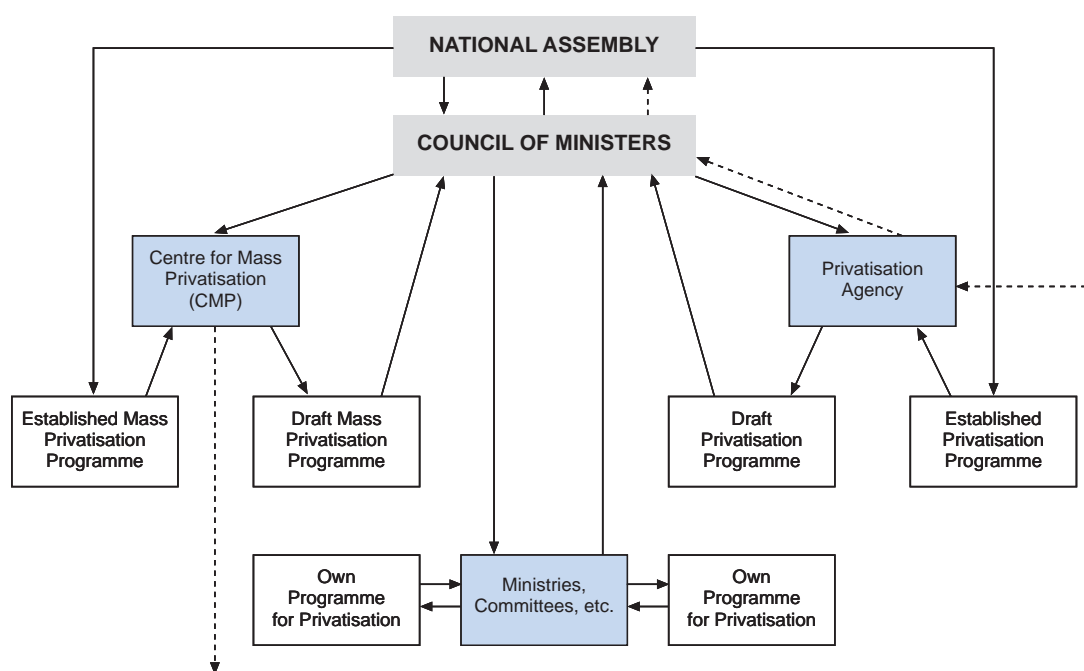 NATIONAL ASSEMBLY
COUNCIL OF MINISTERS
Centre for Mass
Privatisation
(CMP)
Privatisation
Agency
Established Mass
Privatisation
Programme
Draft Mass
Privatisation
Programme
Draft
Privatisation
Programme
Established
Privatisation
Programme
Own
Programme
for Privatisation
Ministries,
Committees, etc.
Own
Programme
for Privatisation